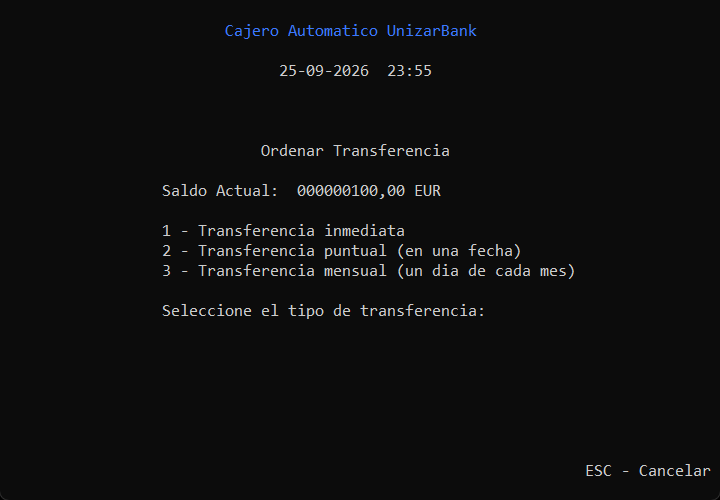 Cajero Automatico UnizarBank
25-09-2026  23:55
Ordenar Transferencia
Saldo Actual:  000000100,00 EUR
1 - Transferencia inmediata
2 - Transferencia puntual (en una fecha)
3 - Transferencia mensual (un dia de cada mes)
Seleccione el tipo de transferencia:
ESC - Cancelar